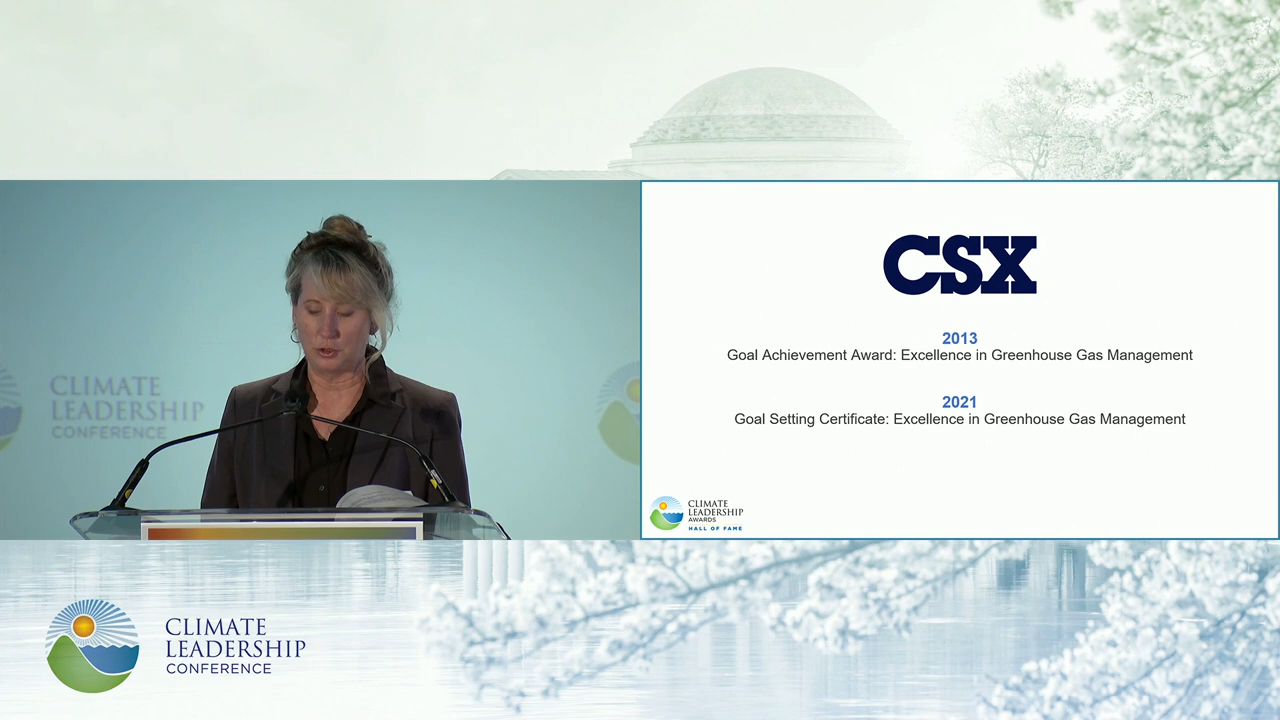 CLIMATE
LEADERSHIP
CONFERENCE
CSX
2013
Goal Achievement Award: Excellence in Greenhouse Gas Management
2021
Goal Setting Certificate: Excellence in Greenhouse Gas Management
CLIMATE
LEADERSHIP
AWARDS
HALL OF FAME
CLIMATE
LEADERSHIP
CONFERENCE